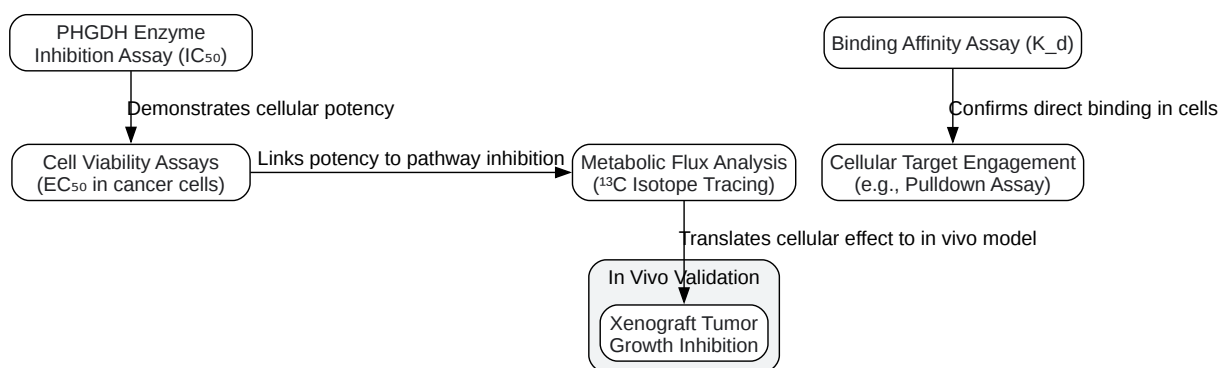 PHGDH Enzyme
Inhibition Assay (IC₅₀)
Binding Affinity Assay (K_d)
Demonstrates cellular potency
Confirms direct binding in cells
Cell Viability Assays
(EC₅₀ in cancer cells)
Links potency to pathway inhibition
Metabolic Flux Analysis
(¹³C Isotope Tracing)
Cellular Target Engagement
(e.g., Pulldown Assay)
Translates cellular effect to in vivo model
In Vivo Validation
Xenograft Tumor
Growth Inhibition